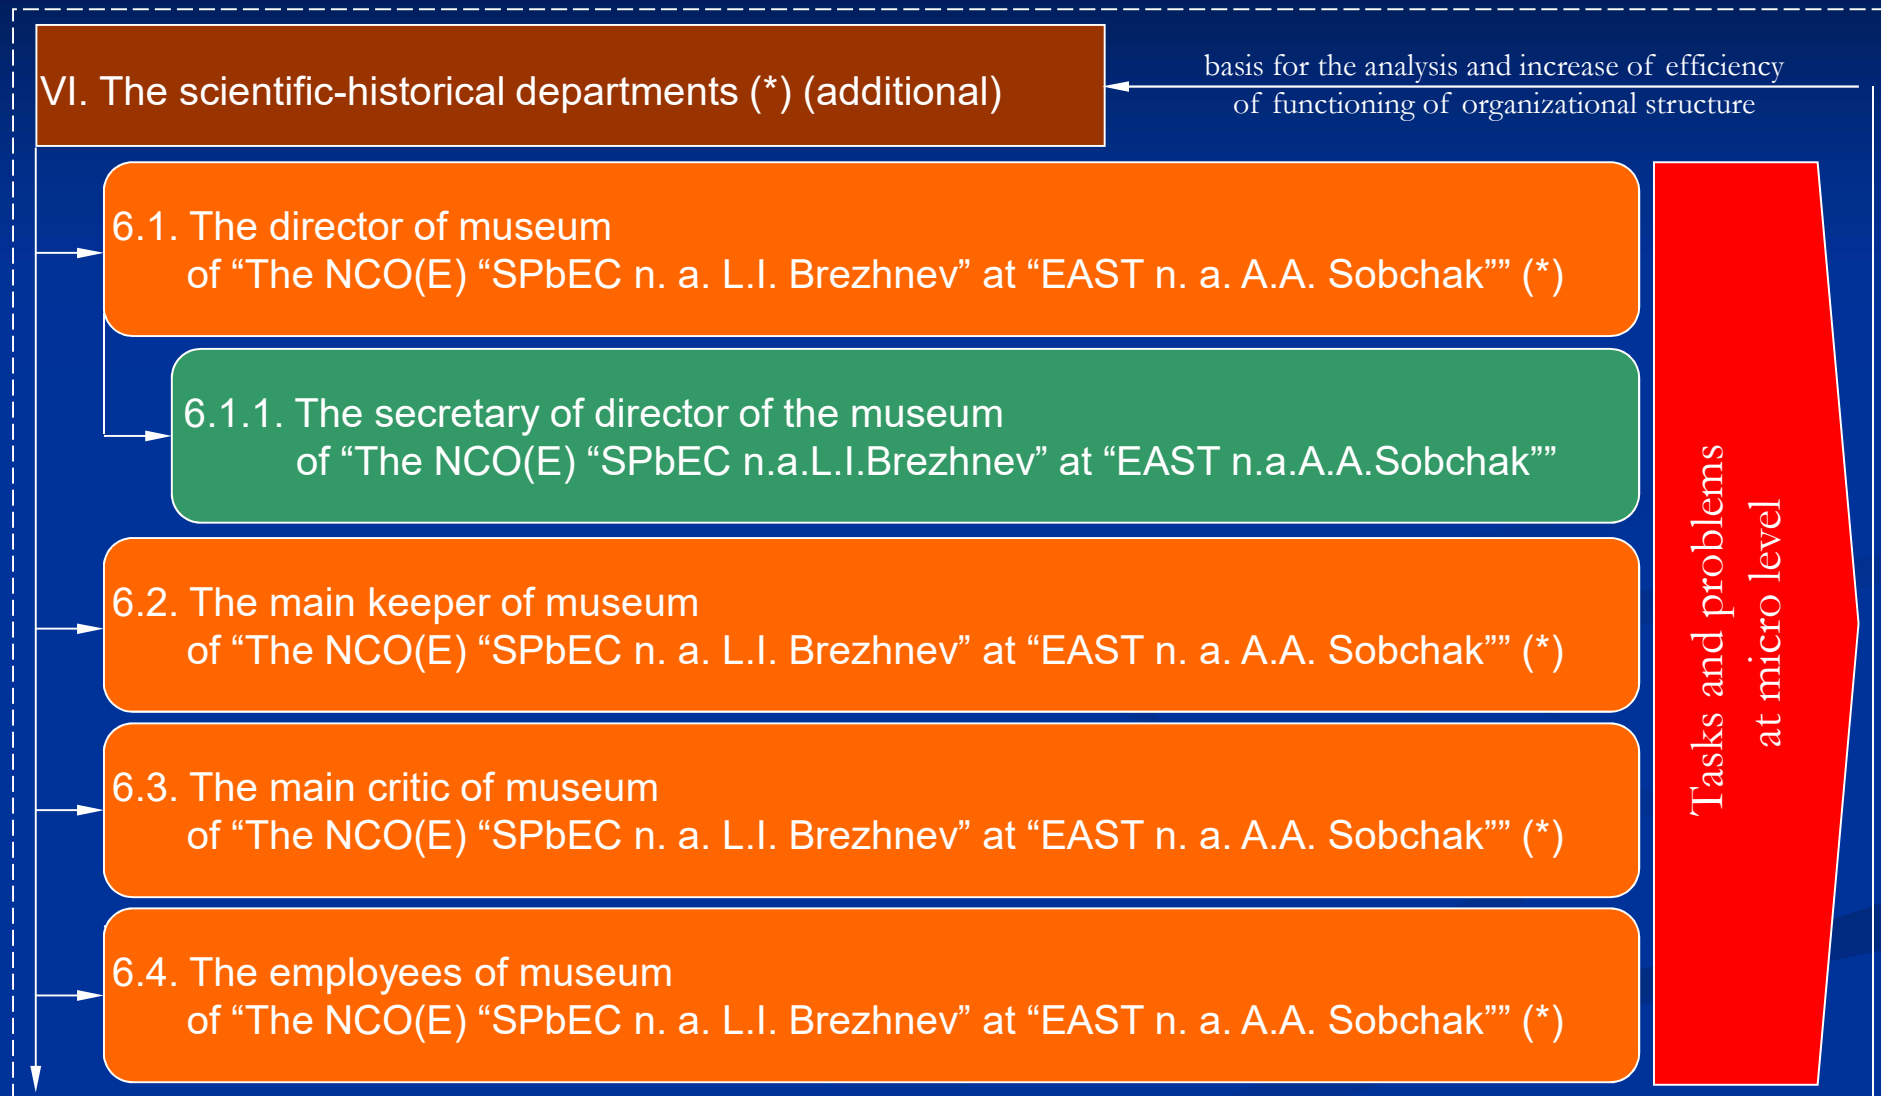 VI. The scientific-historical departments (*) (additional)
basis for the analysis and increase of efficiency
of functioning of organizational structure
6.1. The director of museum
of “The NCO(E) “SPbEC n. a. L.I. Brezhnev” at “EAST n. a. A.A. Sobchak”” (*)
6.1.1. The secretary of director of the museum
of “The NCO(E) “SPbEC n.a.L.I.Brezhnev” at “EAST n.a.A.A.Sobchak””
6.2. The main keeper of museum
of “The NCO(E) “SPbEC n. a. L.I. Brezhnev” at “EAST n. a. A.A. Sobchak”” (*)
6.3. The main critic of museum
of “The NCO(E) “SPbEC n. a. L.I. Brezhnev” at “EAST n. a. A.A. Sobchak”” (*)
6.4. The employees of museum
of “The NCO(E) “SPbEC n. a. L.I. Brezhnev” at “EAST n. a. A.A. Sobchak”” (*)
Tasks and problems
at micro level